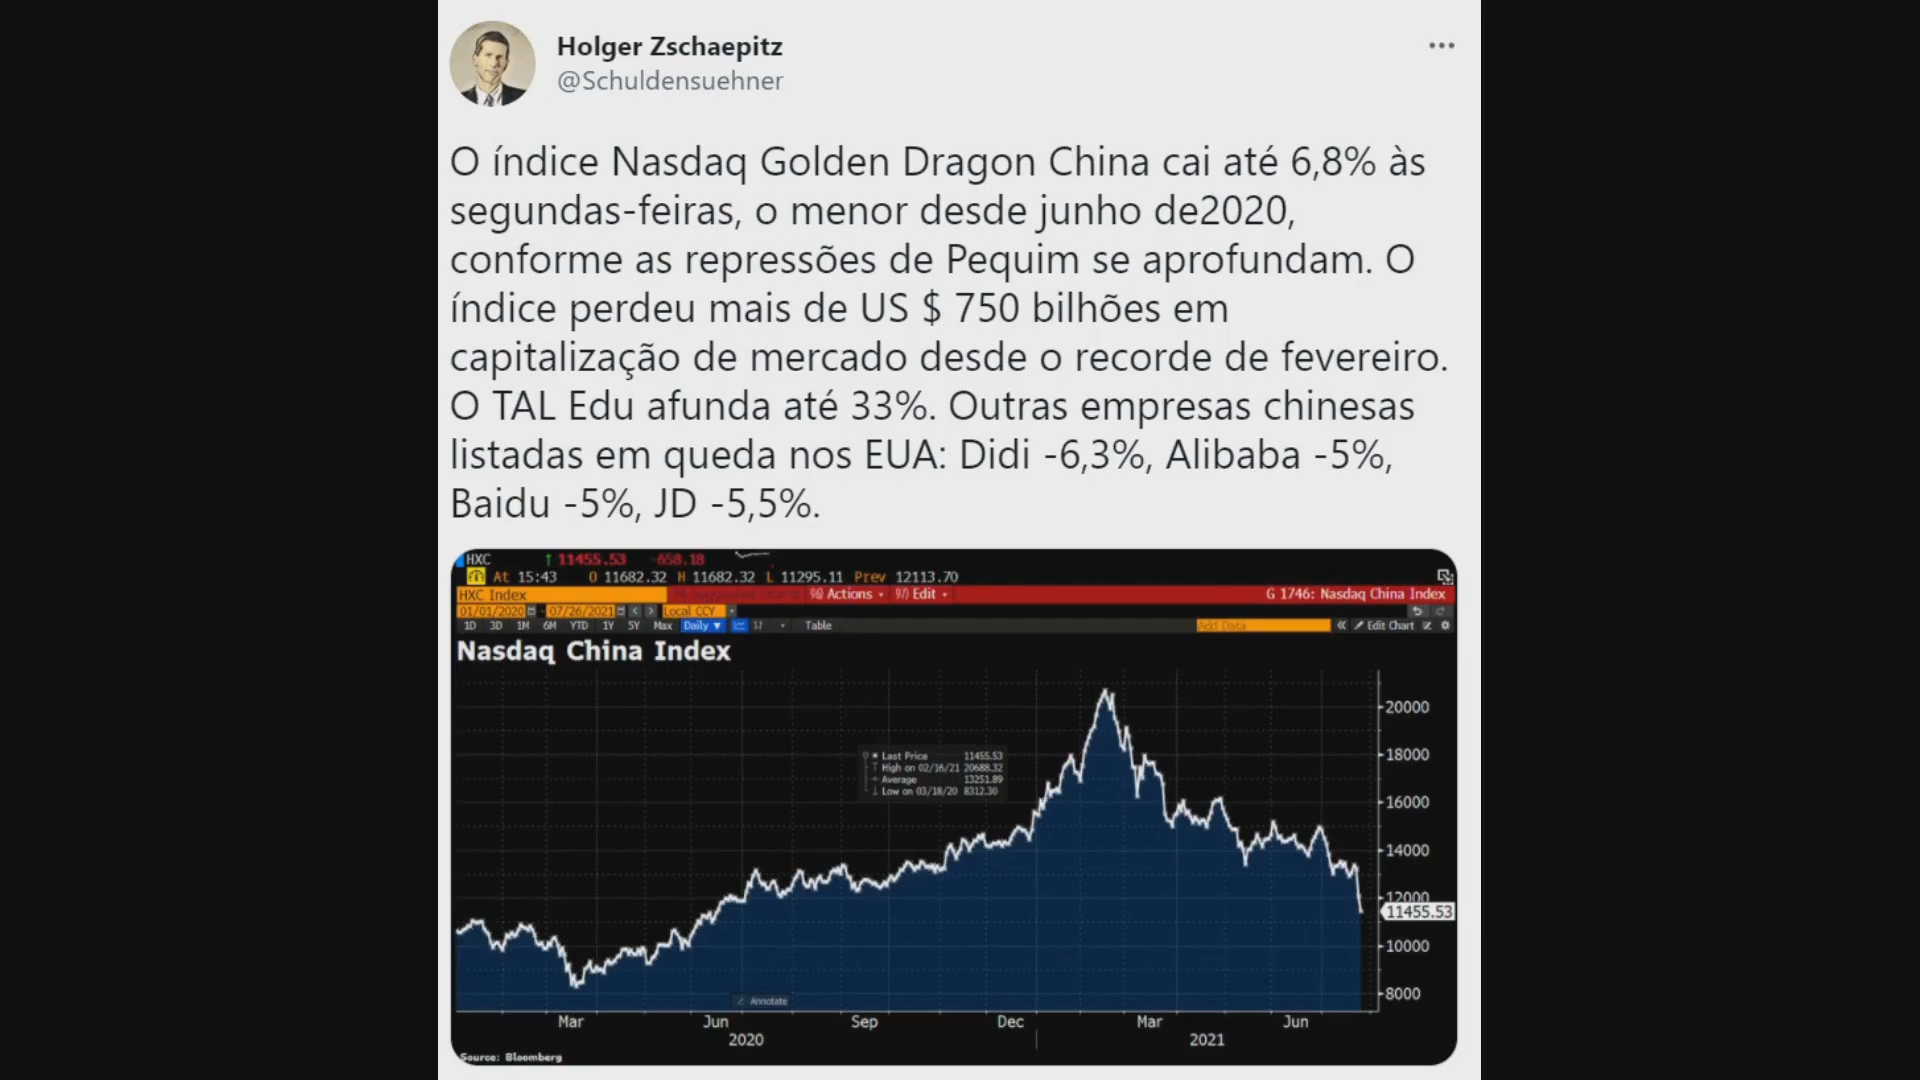 Holger Zschaepitz
@Schuldensuehner
O índice Nasdaq Golden Dragon China cai até 6,8% às
segundas-feiras, o menor desde junho de2020,
conforme as repressões de Pequim se aprofundam. O
índice perdeu mais de US $ 750 bilhões em
capitalização de mercado desde o recorde de fevereiro.
O TAL Edu afunda até 33%. Outras empresas chinesas
listadas em queda nos EUA: Didi -6,3%, Alibaba -5%,
Baidu -5%, JD -5,5%.
HXC ↑11455.53 -658.18
At 15:43 O 11682.32 H 11682.32 L 11295.11 Prev 12113.70
HXC Index Actions Edit G 1746: Nasdaq China Index
01/01/2020 - 07/26/2021 Local CCY
1D 3D 1M 6M YTD 1Y 5Y Max Daily ▼ Table Add Data « Edit Chart
Nasdaq China Index
Last Price 11455.53
High on 02/16/21 20688.32
Average 13251.89
Low on 03/18/20 8312.30
20000
18000
16000
14000
12000
11455.53
10000
8000
Annotate
Mar Jun Sep Dec Mar Jun
2020 2021
Source: Bloomberg